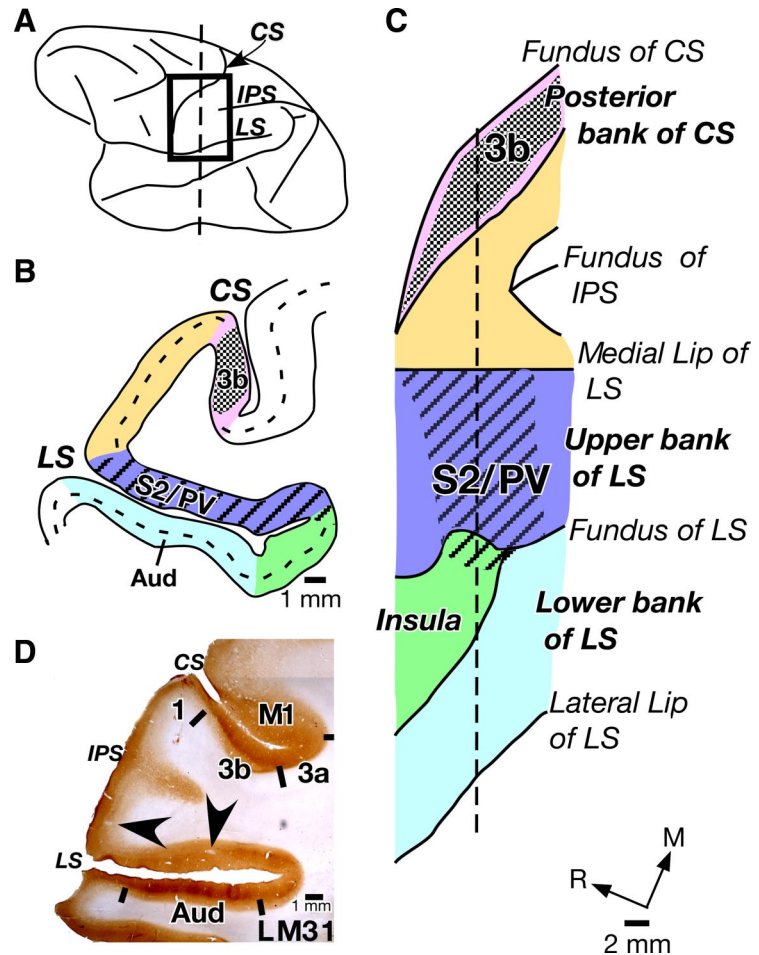 A
CS
IPS
LS
B
CS
3b
LS
S2/PV
Aud
1 mm
C
Fundus of CS
Posterior
bank of CS
3b
Fundus of
IPS
Medial Lip of
LS
Upper bank
of LS
S2/PV
Fundus of LS
Insula
Lower bank
of LS
Lateral Lip
of LS
M
R
2 mm
D
CS
1
M1
IPS
3b
3a
LS
1 mm
Aud
LM31